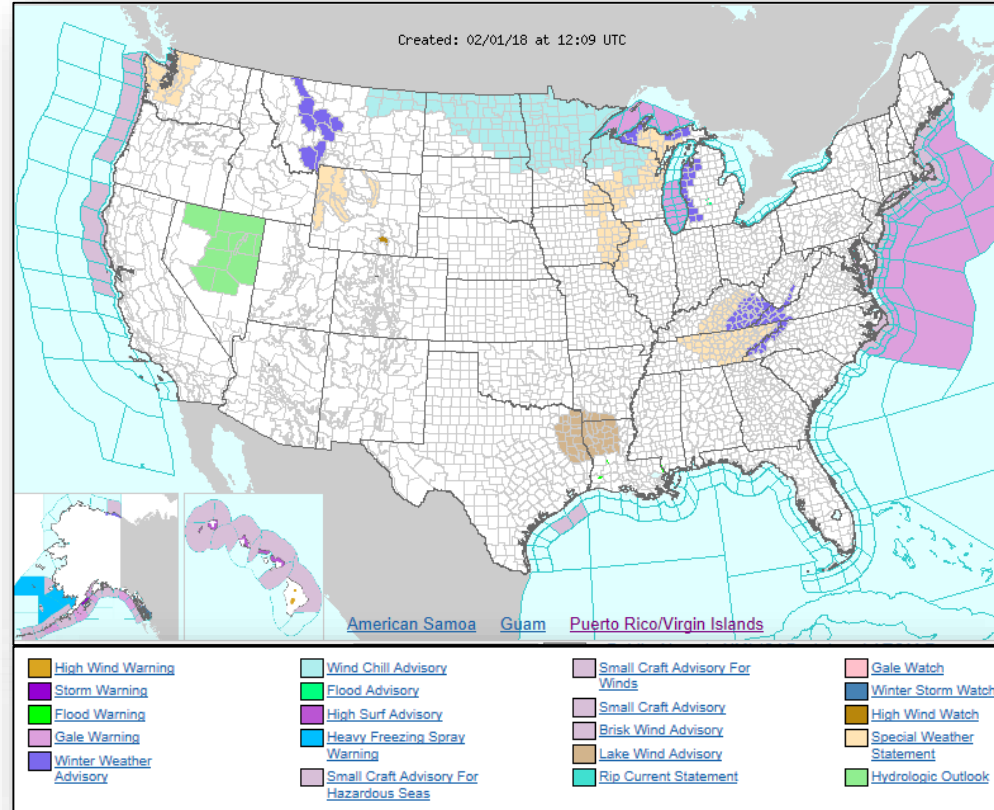 Created: 02/01/18 at 12:09 UTC
American Samoa Guam Puerto Rico/Virgin Islands
High Wind Warning
Storm Warning
Flood Warning
Gale Warning
Winter Weather
Advisory
Wind Chill Advisory
Flood Advisory
High Surf Advisory
Heavy Freezing Spray
Warning
Small Craft Advisory For
Hazardous Seas
Small Craft Advisory For
Winds
Small Craft Advisory
Brisk Wind Advisory
Lake Wind Advisory
Rip Current Statement
Gale Watch
Winter Storm Watch
High Wind Watch
Special Weather
Statement
Hydrologic Outlook